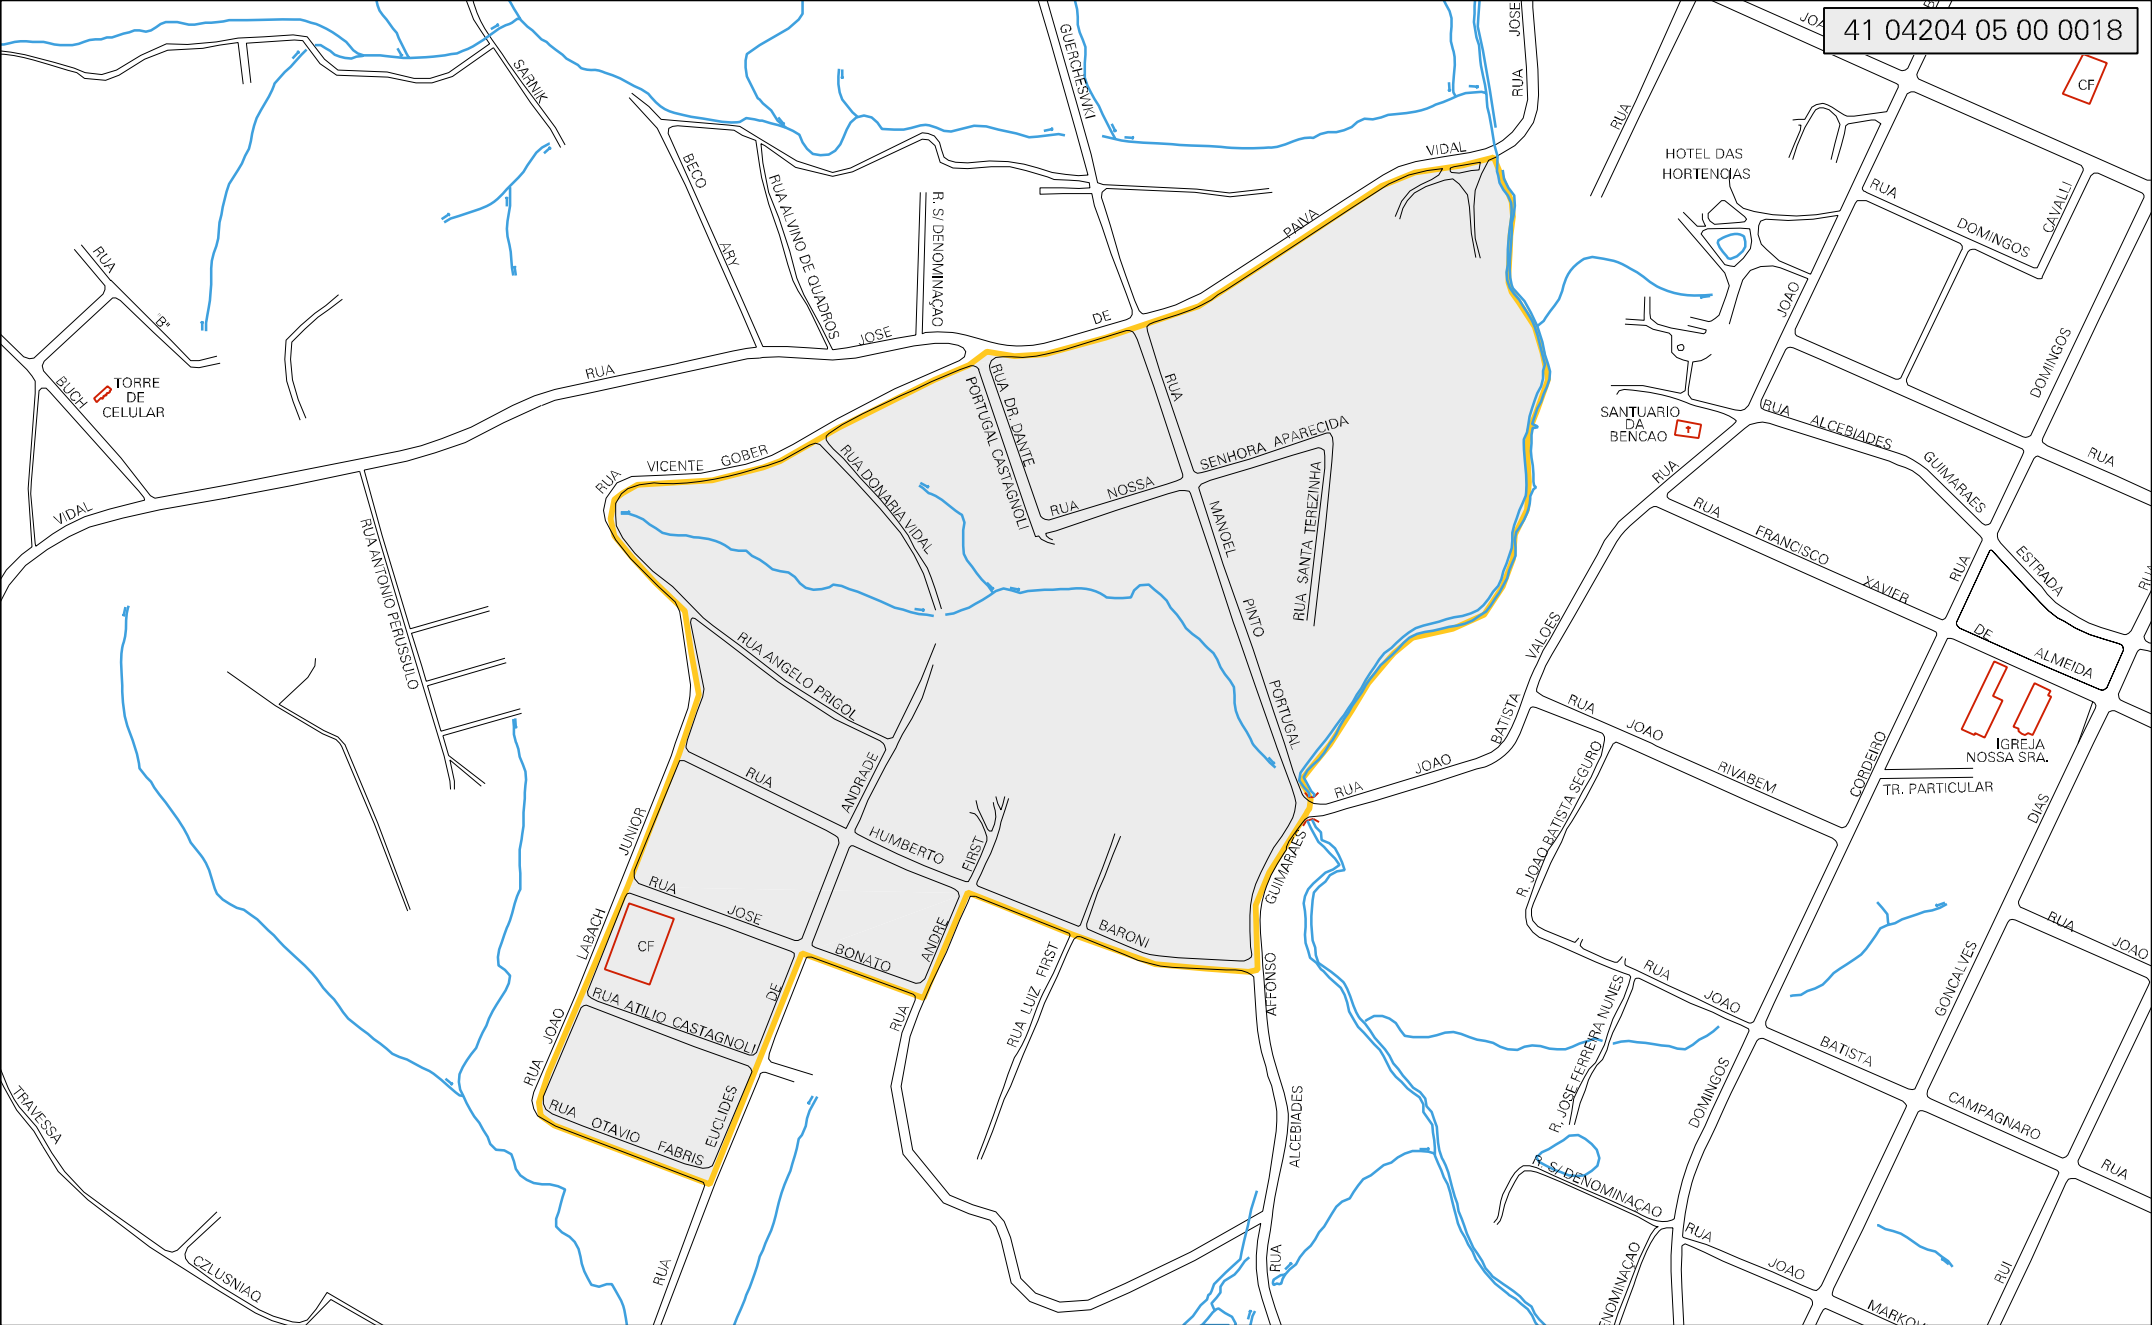 41 04204 05 00 0018
JOSE
RUA
GUERCHESWKI
SARNIK
CF
RUA
VIDAL
HOTEL DAS
HORTENCIAS
BECO
ARY
RUA ALVINO DE QUADROS
R. S/ DENOMINAÇAO
PAIVA
RUA
DOMINGOS
CAVALLI
RUA
"B"
DE
JOSE
JOAO
DOMINGOS
RUA
BUCH
TORRE
DE
CELULAR
RUA DR. DANTE
PORTUGAL CASTAGNOLI
RUA
SANTUARIO
DA
BENCAO
RUA
ALCEBIADES
GUIMARAES
RUA
SENHORA APARECIDA
RUA
VICENTE GOBER
RUA DONARIA VIDAL
RUA
NOSSA
RUA SANTA TEREZINHA
RUA
VIDAL
RUA ANTONIO PERUSSULO
MANOEL
PINTO
PORTUGAL
RUA
FRANCISCO
XAVIER
RUA
ESTRADA
DE
ALMEIDA
RUA ANGELO PRIGOL
VALOES
BATISTA
JOAO
RUA
RUA
JOAO
RIVABEM
CORDEIRO
IGREJA
NOSSA SRA.
TR. PARTICULAR
DIAS
RUA
ANDRADE
HUMBERTO
FIRST
JUNIOR
GUIMARAES
R. JOAO BATISTA SEGURO
RUA
JOSE
LABACH
CF
BONATO
ANDRE
BARONI
RUA
JOAO
RUA ATILIO CASTAGNOLI
DE
RUA
RUA LUIZ FIRST
AFFONSO
RUA
JOAO
GONCALVES
R. JOSE FERREIRA NUNES
BATISTA
JOAO
RUA
RUA
OTAVIO
FABRIS
EUCLIDES
ALCEBIADES
DOMINGOS
CAMPAGNARO
RUA
TRAVESSA
R. S/ DENOMINAÇAO
RUA
JOAO
CZLUSNIAQ
RUA
RUA
RUI